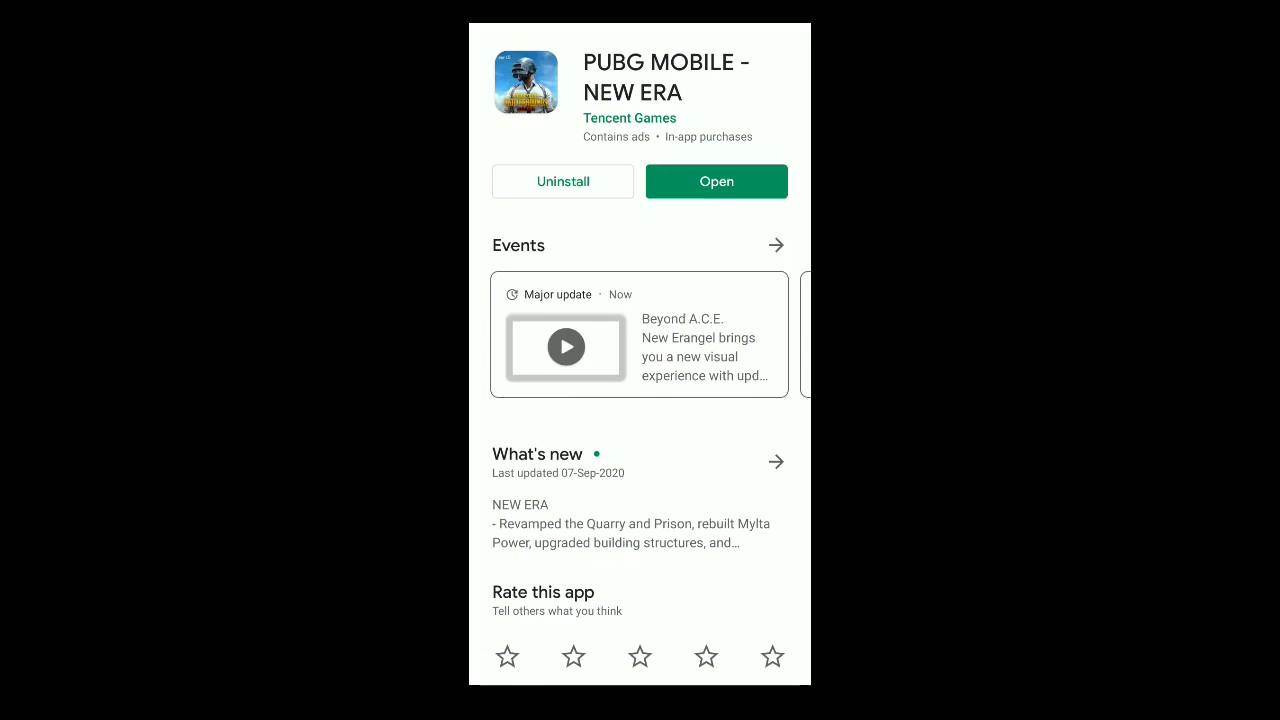 PUBG MOBILE -
NEW ERA
Tencent Games
Contains ads • In-app purchases
Uninstall
Open
Events
Major update · Now
Beyond A.C.E.
New Erangel brings
you a new visual
experience with upd...
What's new
Last updated 07-Sep-2020
NEW ERA
- Revamped the Quarry and Prison, rebuilt Mylta
Power, upgraded building structures, and...
Rate this app
Tell others what you think